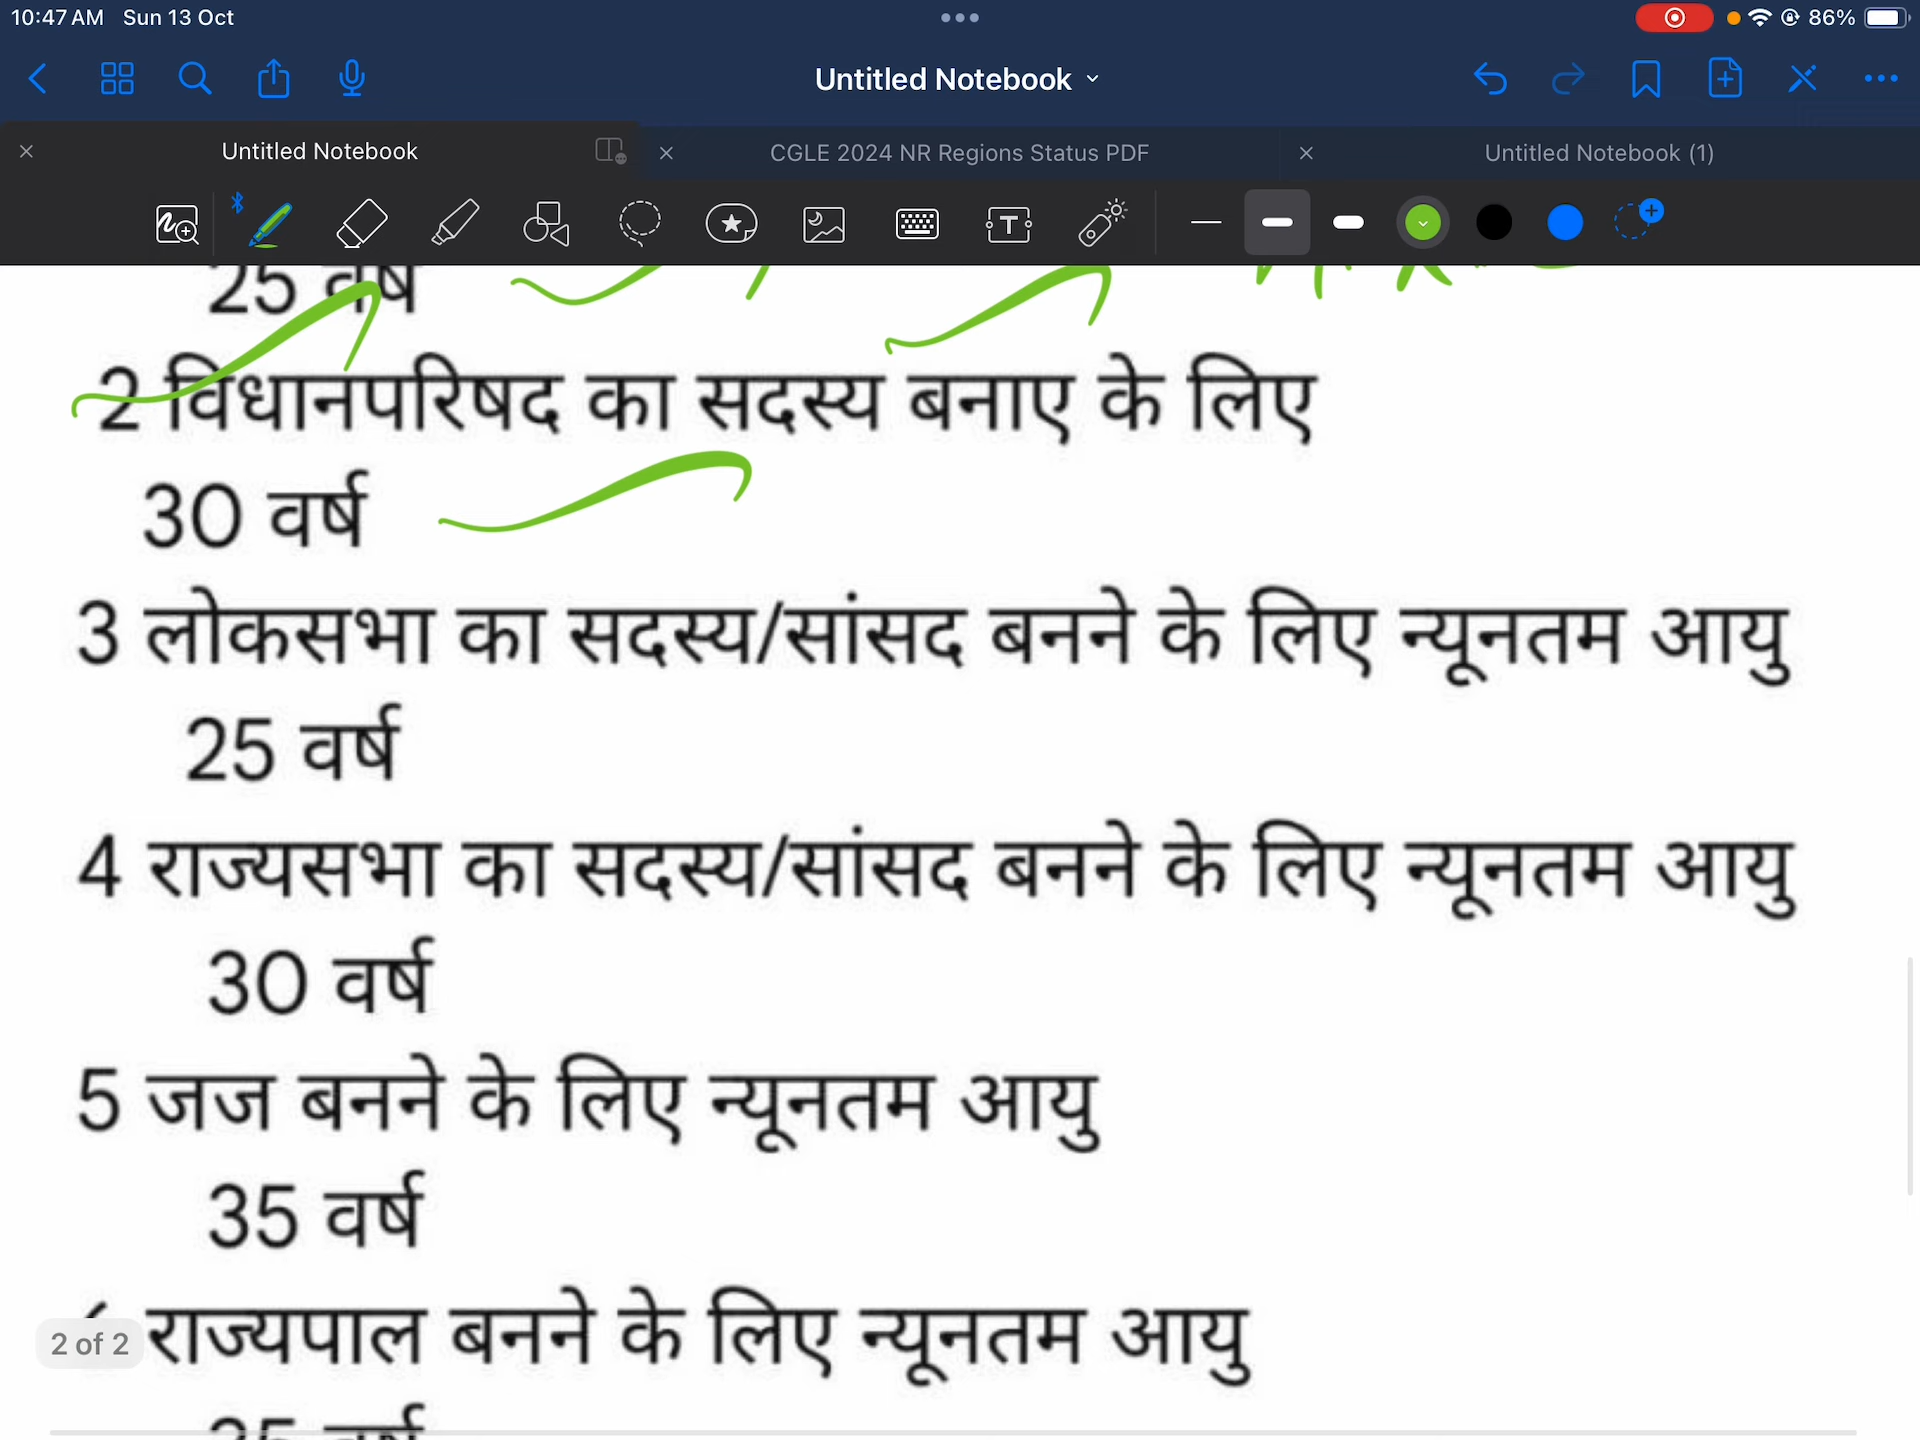 10:47 AM Sun 13 Oct
86%
Untitled Notebook
Untitled Notebook
CGLE 2024 NR Regions Status PDF
Untitled Notebook (1)
25 वर्ष
2 विधानपरिषद का सदस्य बनाए के लिए
30 वर्ष
3 लोकसभा का सदस्य/सांसद बनने के लिए न्यूनतम आयु
25 वर्ष
4 राज्यसभा का सदस्य/सांसद बनने के लिए न्यूनतम आयु
30 वर्ष
5 जज बनने के लिए न्यूनतम आयु
35 वर्ष
राज्यपाल बनने के लिए न्यूनतम आयु
2 of 2